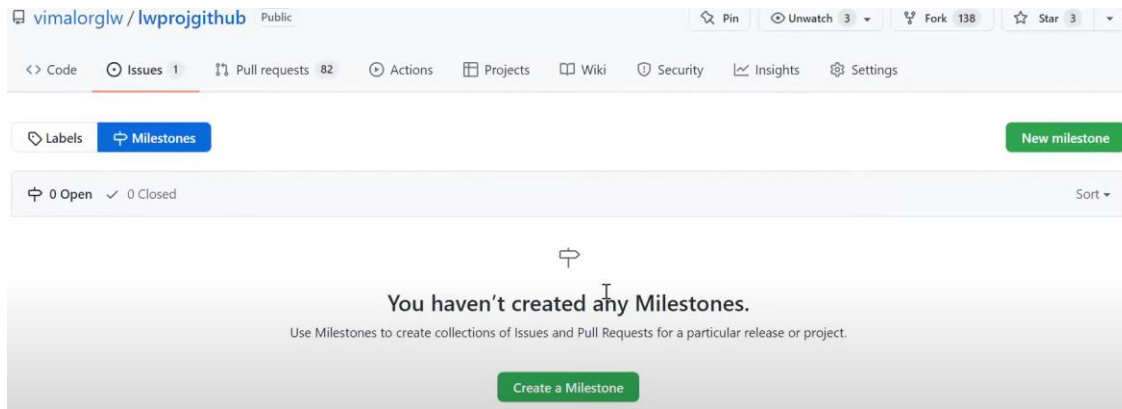 vimalorglw / lwprojgithub Public Pin Unwatch 3 Fork 138 Star 3
<> Code Issues 1 Pull requests 82 Actions Projects Wiki Security Insights Settings
Labels Milestones New milestone
0 Open 0 Closed Sort
You haven't created any Milestones.
Use Milestones to create collections of Issues and Pull Requests for a particular release or project.
Create a Milestone